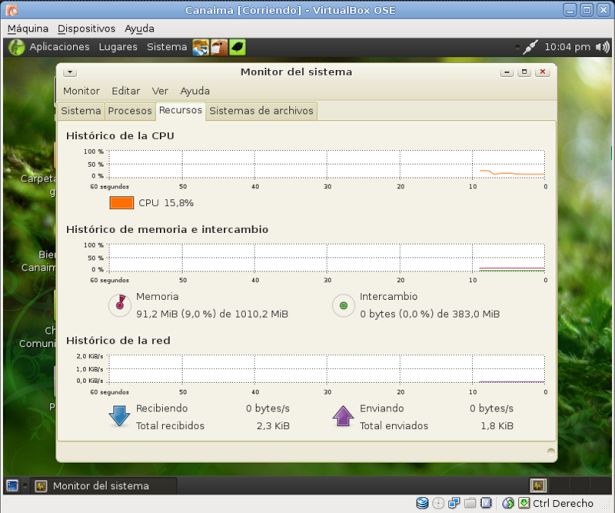 Canaima [Corriendo] - VirtualBox OSE
Máquina Dispositivos Ayuda
Aplicaciones Lugares Sistema 10:04 pm
Monitor del sistema
Monitor Editar Ver Ayuda
Sistema Procesos Recursos Sistemas de archivos
Histórico de la CPU
100 %
50 %
0 %
60 segundos 50 40 30 20 10 0
CPU 15,8%
Histórico de memoria e intercambio
100 %
50 %
0 %
60 segundos 50 40 30 20 10 0
Memoria Intercambio
91,2 MiB (9,0 %) de 1010,2 MiB 0 bytes (0,0 %) de 383,0 MiB
Histórico de la red
2,0 KiB/s
1,0 KiB/s
0,0 KiB/s
60 segundos 50 40 30 20 10 0
Recibiendo 0 bytes/s Enviando 0 bytes/s
Total recibidos 2,3 KiB Total enviados 1,8 KiB
Carpeta
Bien
Canaim
Ch
Comuni
P
Monitor del sistema
Ctrl Derecho